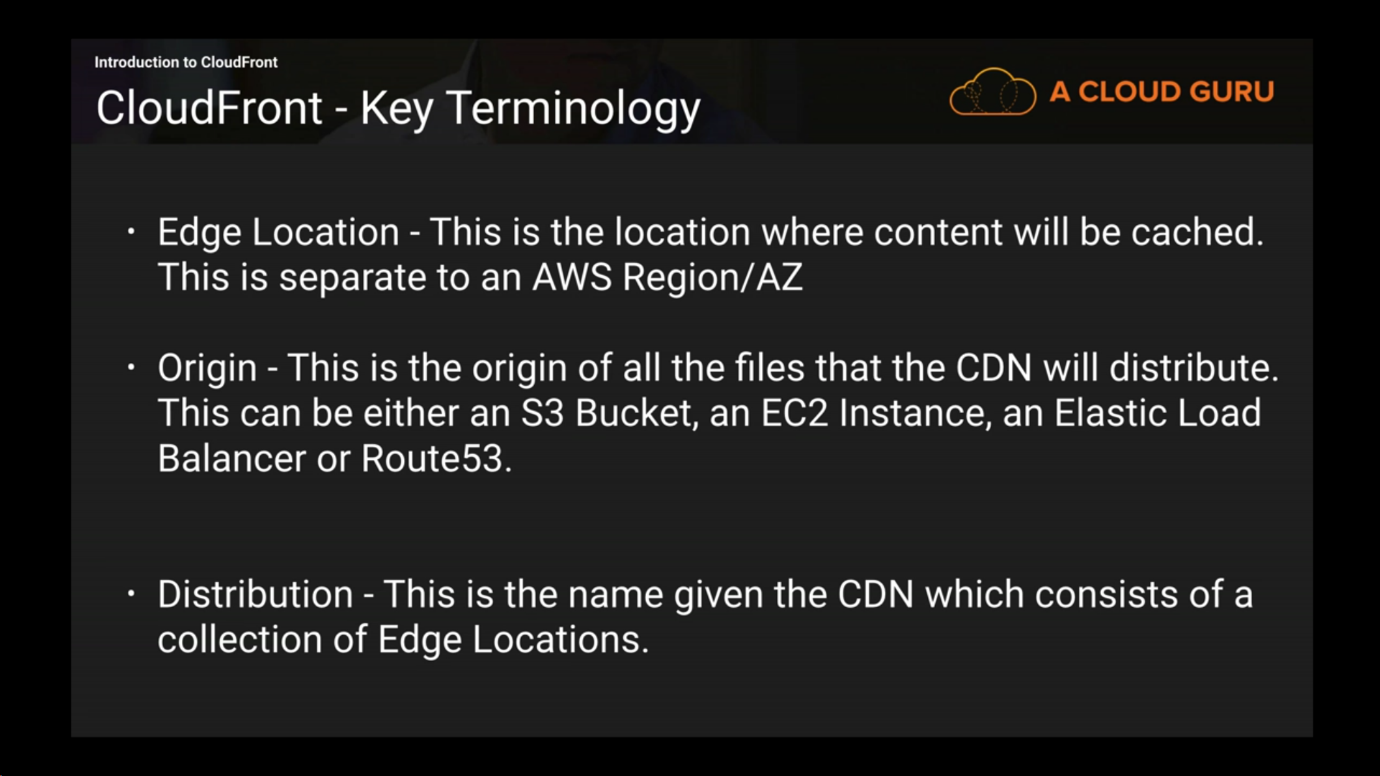 Introduction to CloudFront
CloudFront - Key Terminology
A CLOUD GURU
• Edge Location - This is the location where content will be cached.
This is separate to an AWS Region/AZ
• Origin - This is the origin of all the files that the CDN will distribute.
This can be either an S3 Bucket, an EC2 Instance, an Elastic Load
Balancer or Route53.
• Distribution - This is the name given the CDN which consists of a
collection of Edge Locations.